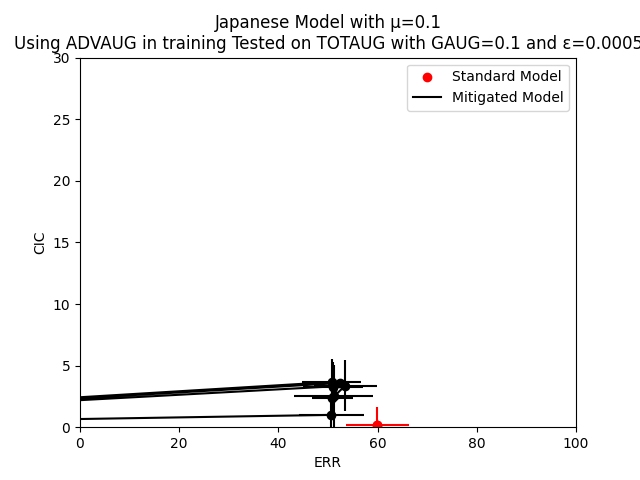 Japanese Model with μ=0.1
Using ADVAUG in training Tested on TOTAUG with GAUG=0.1 and ε=0.0005
30
25
20
15
10
5
0
CIC
Standard Model
Mitigated Model
0 20 40 60 80 100
ERR